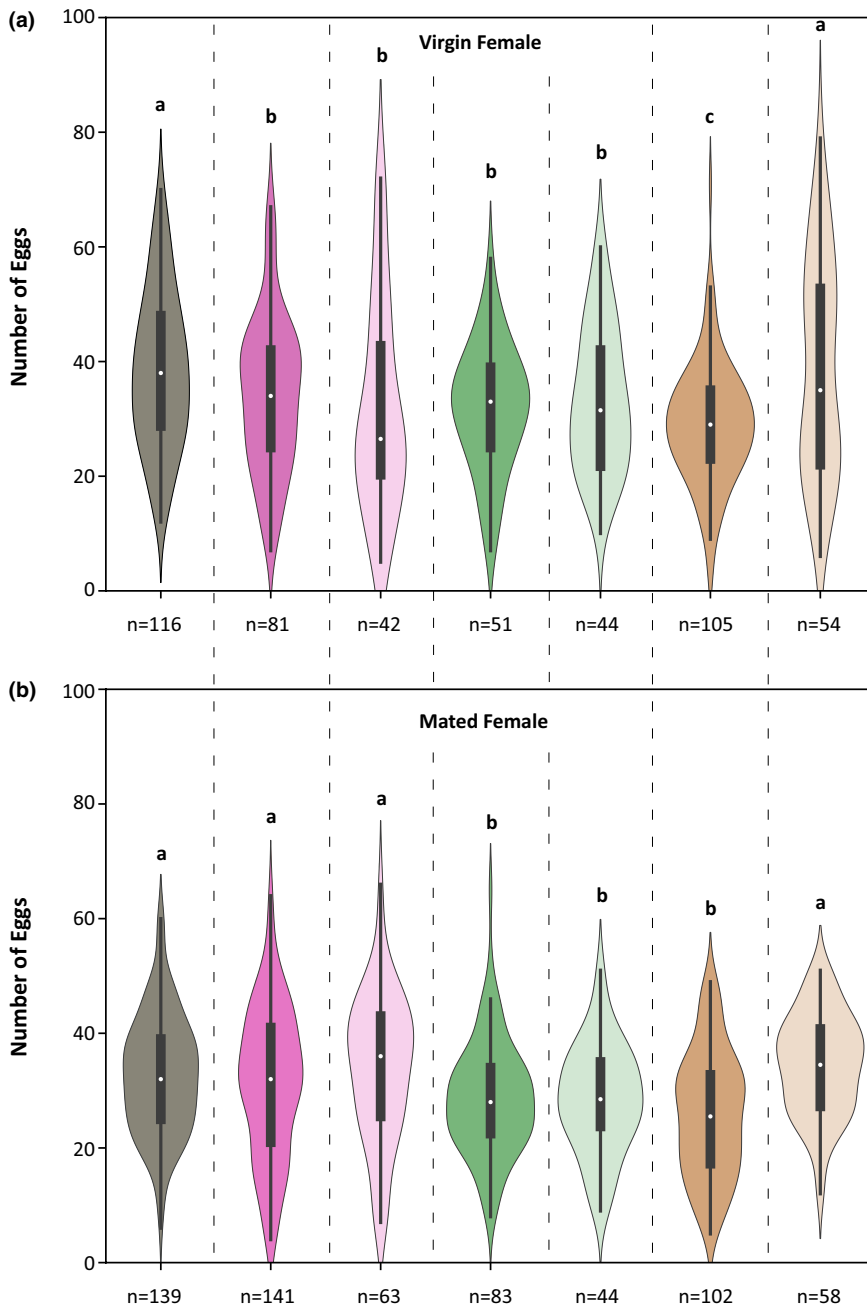 (a)
Virgin Female
Number of Eggs
100
80
60
40
20
0
a b b b b c a
n=116 n=81 n=42 n=51 n=44 n=105 n=54
(b)
Mated Female
Number of Eggs
100
80
60
40
20
0
a a a b b b a
n=139 n=141 n=63 n=83 n=44 n=102 n=58